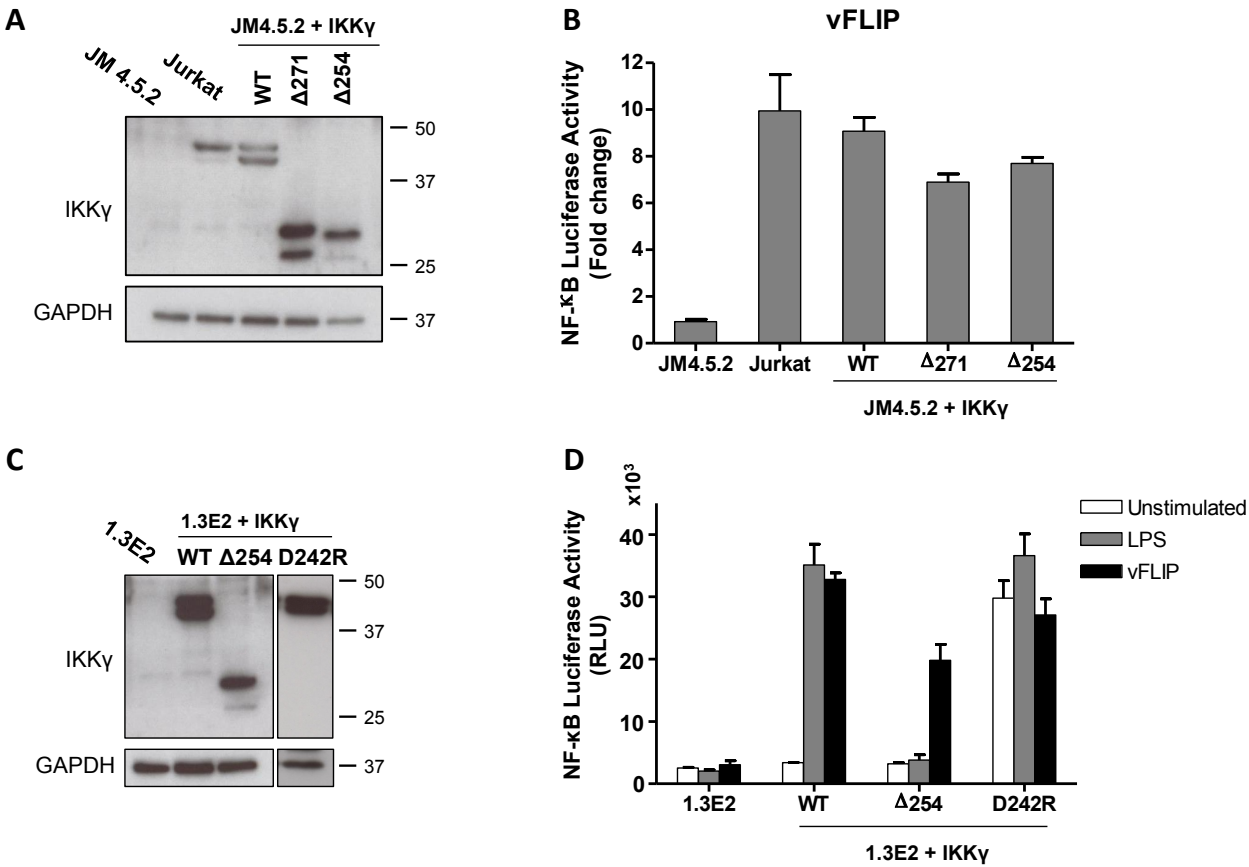 A
JM4.5.2 + IKKγ
JM 4.5.2
Jurkat
WT
Δ271
Δ254
50
37
25
IKKγ
GAPDH
37
B
vFLIP
NF-κB Luciferase Activity
(Fold change)
12
10
8
6
4
2
0
JM4.5.2 Jurkat WT Δ271 Δ254
JM4.5.2 + IKKγ
C
1.3E2
1.3E2 + IKKγ
WT Δ254 D242R
50
37
25
IKKγ
GAPDH
37
D
x10³
NF-κB Luciferase Activity
(RLU)
40
30
20
10
0
Unstimulated
LPS
vFLIP
1.3E2 WT Δ254 D242R
1.3E2 + IKKγ